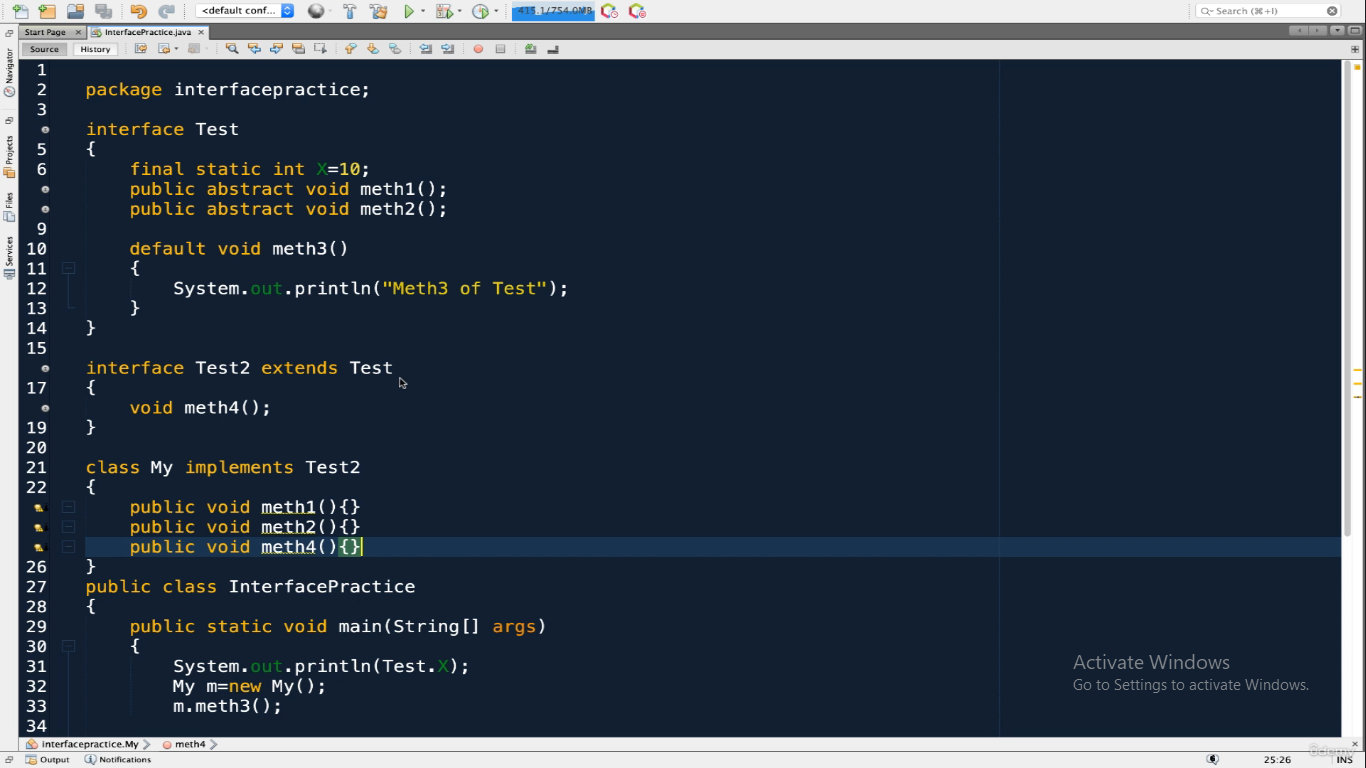 <default conf...
415.1/754.0MB
Search (⌘+I)
Start Page
InterfacePractice.java
Source
History
Navigator
Projects
Files
Services
1
2 package interfacepractice;
3
interface Test
5 {
6 final static int X=10;
public abstract void meth1();
public abstract void meth2();
9
10 default void meth3()
11 {
12 System.out.println("Meth3 of Test");
13 }
14 }
15
interface Test2 extends Test
17 {
void meth4();
19 }
20
21 class My implements Test2
22 {
public void meth1(){}
public void meth2(){}
public void meth4(){}
26 }
27 public class InterfacePractice
28 {
29 public static void main(String[] args)
30 {
31 System.out.println(Test.X);
32 My m=new My();
33 m.meth3();
34
Activate Windows
Go to Settings to activate Windows.
interfacepractice.My
meth4
ûdemy
Output
Notifications
25:26
INS